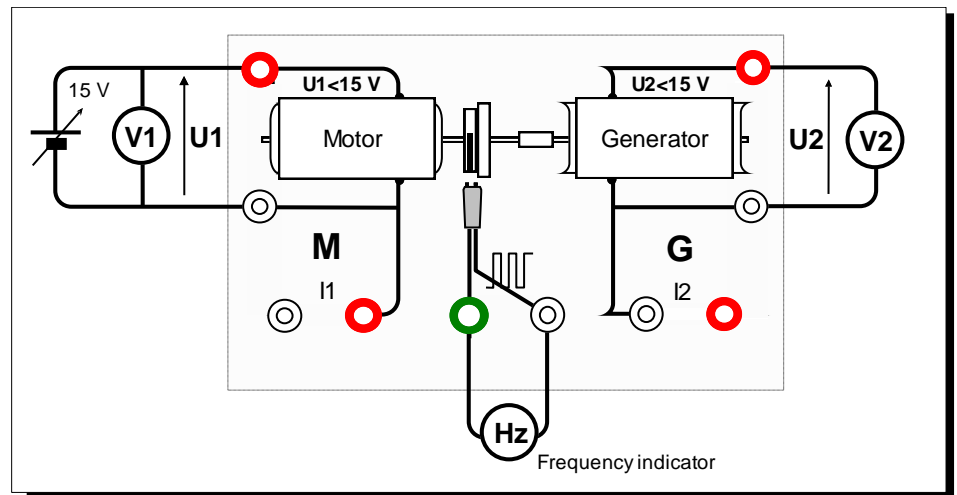 15 V
V1
U1
U1<15 V
Motor
U2<15 V
Generator
U2
V2
M
I1
G
I2
Hz
Frequency indicator